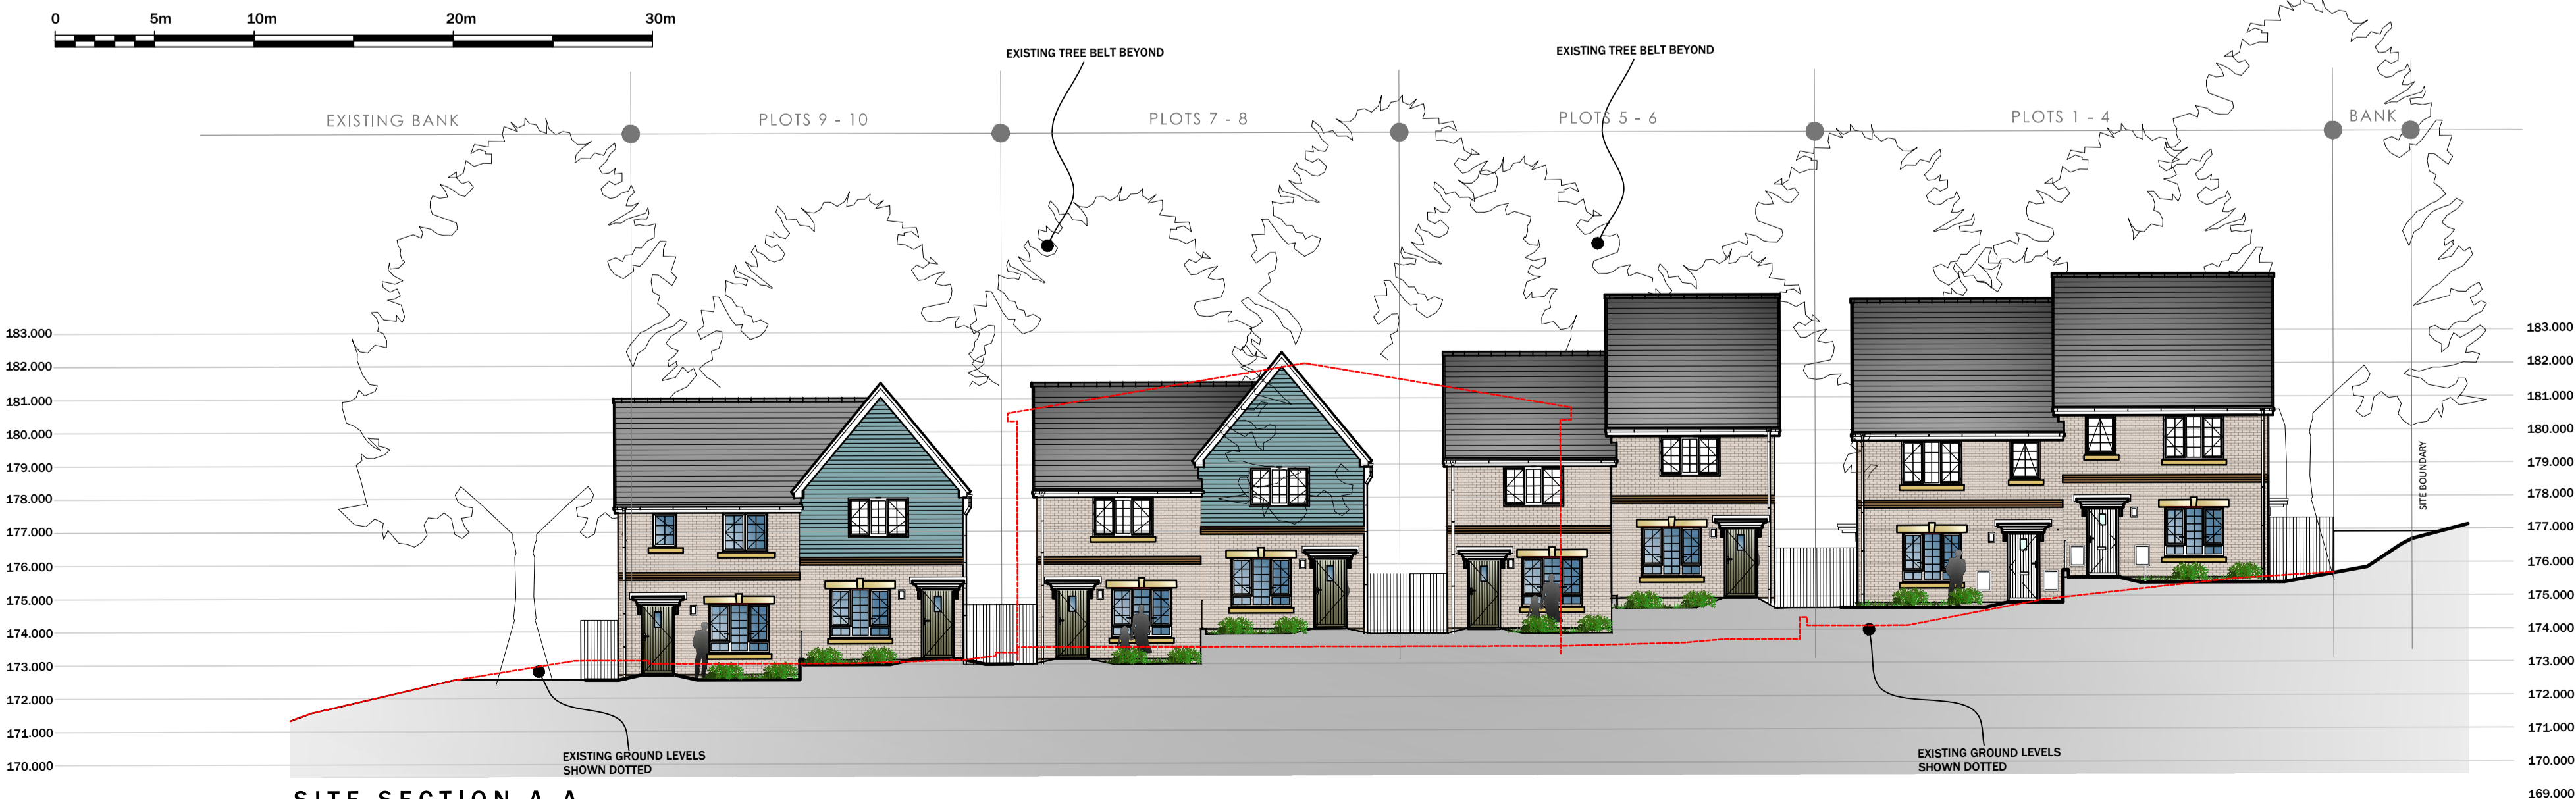 0 5m 10m 20m 30m
EXISTING TREE BELT BEYOND
EXISTING TREE BELT BEYOND
EXISTING BANK
PLOTS 9 - 10
PLOTS 7 - 8
PLOTS 5 - 6
PLOTS 1 - 4
BANK
183.000
182.000
181.000
180.000
179.000
178.000
177.000
176.000
175.000
174.000
173.000
172.000
171.000
170.000
183.000
182.000
181.000
180.000
179.000
178.000
177.000
176.000
175.000
174.000
173.000
172.000
171.000
170.000
169.000
SITE BOUNDARY
EXISTING GROUND LEVELS
SHOWN DOTTED
EXISTING GROUND LEVELS
SHOWN DOTTED
SITE SECTION A A